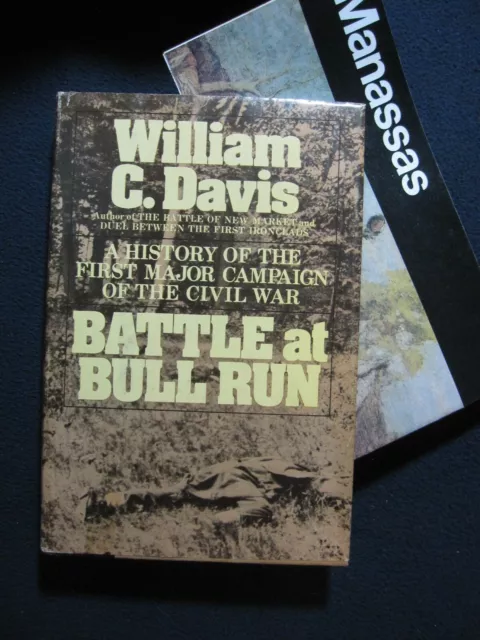 William
C. Davis
Author of THE BATTLE OF NEW MARKET and
DUEL BETWEEN THE FIRST IRONCLADS
A HISTORY OF THE
FIRST MAJOR CAMPAIGN
OF THE CIVIL WAR
BATTLE at
BULL RUN
Manassas